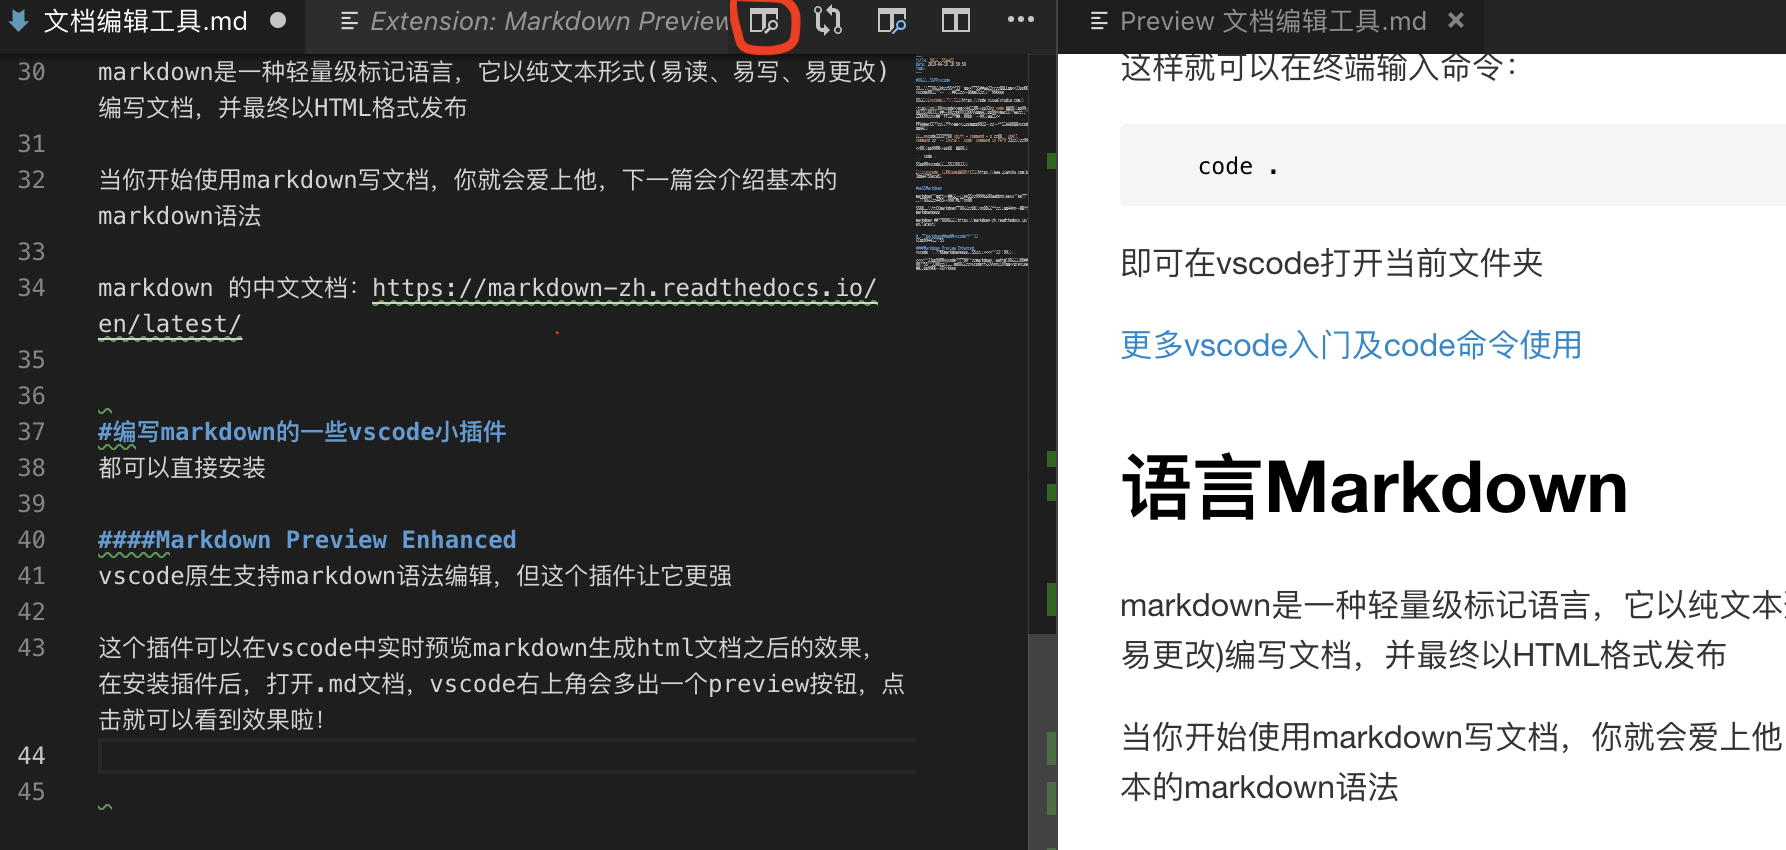 文档编辑工具.md
Extension: Markdown Preview
Preview 文档编辑工具.md
30 markdown是一种轻量级标记语言，它以纯文本形式(易读、易写、易更改)
编写文档，并最终以HTML格式发布
31
32 当你开始使用markdown写文档，你就会爱上他，下一篇会介绍基本的
markdown语法
33
34 markdown 的中文文档：https://markdown-zh.readthedocs.io/
en/latest/
35
36
37 #编写markdown的一些vscode小插件
38 都可以直接安装
39
40 ####Markdown Preview Enhanced
41 vscode原生支持markdown语法编辑，但这个插件让它更强
42
43 这个插件可以在vscode中实时预览markdown生成html文档之后的效果，
在安装插件后，打开.md文档，vscode右上角会多出一个preview按钮，点
击就可以看到效果啦！
44
45
这样就可以在终端输入命令：
code .
即可在vscode打开当前文件夹
更多vscode入门及code命令使用
语言Markdown
markdown是一种轻量级标记语言，它以纯文本
易更改)编写文档，并最终以HTML格式发布
当你开始使用markdown写文档，你就会爱上他
本的markdown语法